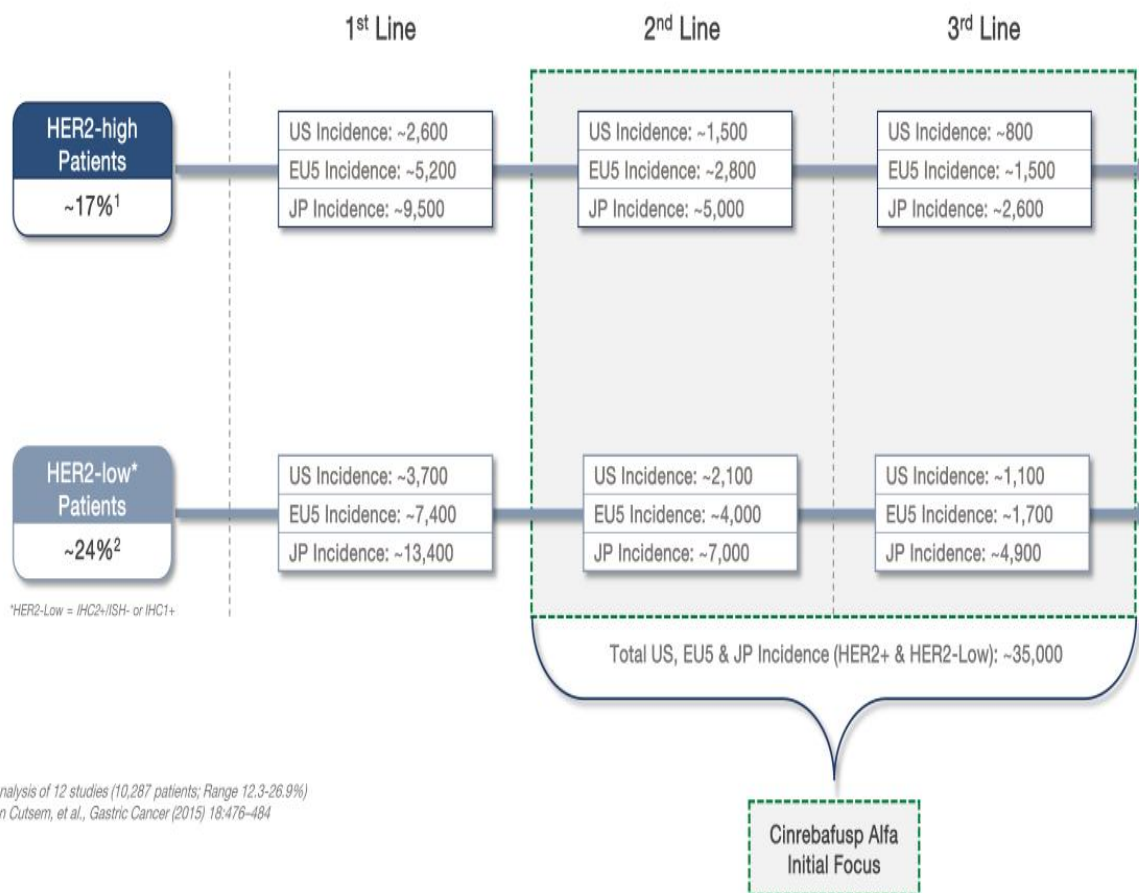 1st Line
2nd Line
3rd Line
HER2-high
Patients
~17%1
US Incidence: ~2,600
EU5 Incidence: ~5,200
JP Incidence: ~9,500
US Incidence: ~1,500
EU5 Incidence: ~2,800
JP Incidence: ~5,000
US Incidence: ~800
EU5 Incidence: ~1,500
JP Incidence: ~2,600
HER2-low*
Patients
~24%2
US Incidence: ~3,700
EU5 Incidence: ~7,400
JP Incidence: ~13,400
US Incidence: ~2,100
EU5 Incidence: ~4,000
JP Incidence: ~7,000
US Incidence: ~1,100
EU5 Incidence: ~1,700
JP Incidence: ~4,900
*HER2-Low = IHC2+/ISH- or IHC1+
Total US, EU5 & JP Incidence (HER2+ & HER2-Low): ~35,000
nalysis of 12 studies (10,287 patients; Range 12.3-26.9%)
n Cutsem, et al., Gastric Cancer (2015) 18:476–484
Cinrebafusp Alfa
Initial Focus